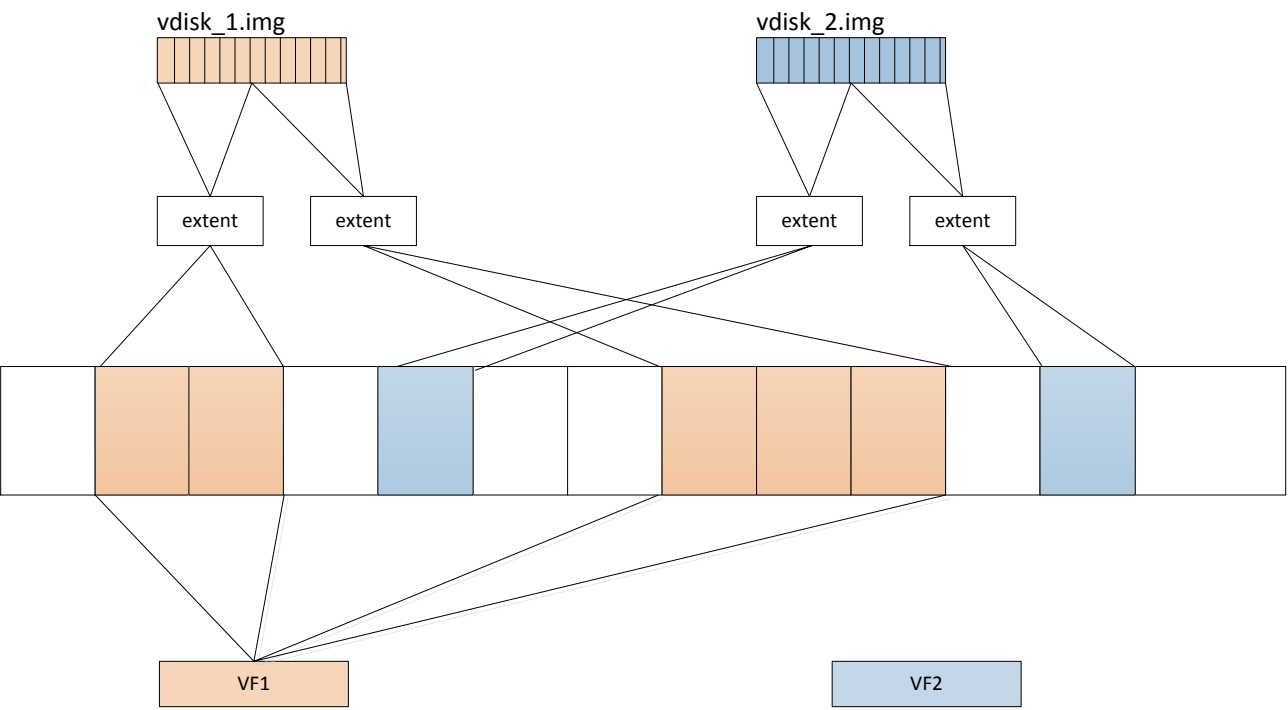 vdisk_1.img
vdisk_2.img
extent
extent
extent
extent
VF1
VF2